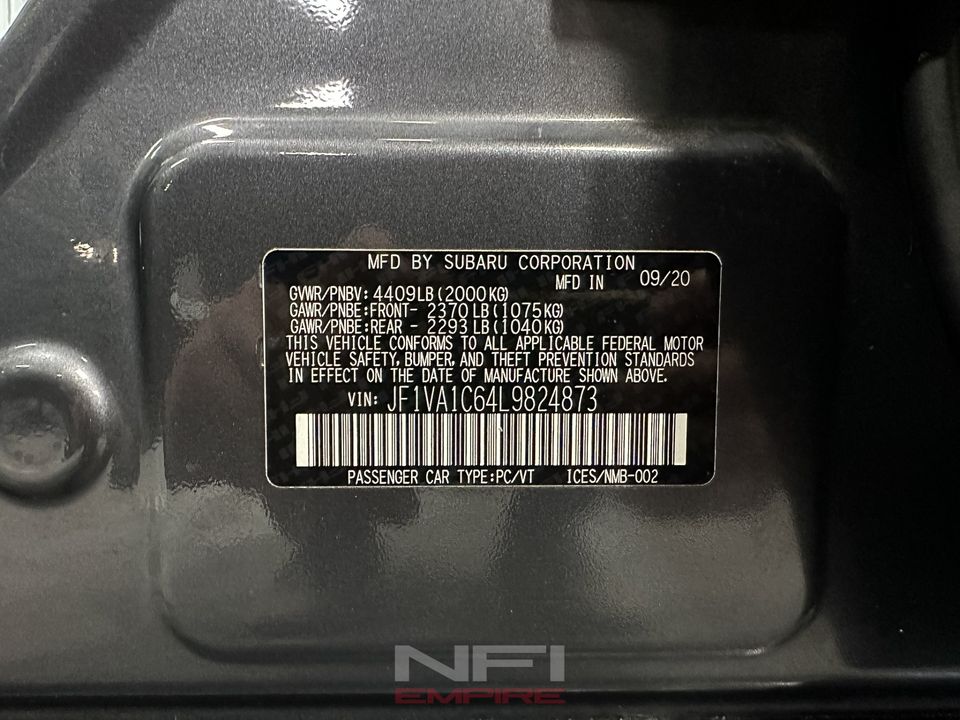 MFD BY SUBARU CORPORATION
MFD IN 09/20
GVWR/PNBV: 4409LB(2000KG)
GAWR/PNBE:FRONT- 2370LB(1075KG)
GAWR/PNBE:REAR - 2293LB(1040KG)
THIS VEHICLE CONFORMS TO ALL APPLICABLE FEDERAL MOTOR
VEHICLE SAFETY, BUMPER, AND THEFT PREVENTION STANDARDS
IN EFFECT ON THE DATE OF MANUFACTURE SHOWN ABOVE.
VIN: JF1VA1C64L9824873
PASSENGER CAR TYPE:PC/VT ICES/NMB-002
NFI
EMPIRE